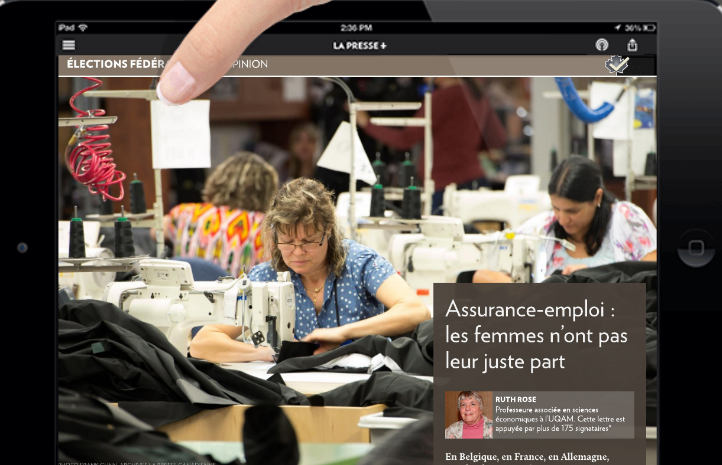 iPad 2:36 PM 36%
LA PRESSE+
ÉLECTIONS FÉDÉR PINION
Assurance-emploi :
les femmes n'ont pas
leur juste part
RUTH ROSE
Professeure associée en sciences
économiques à l'UQAM. Cette lettre est
appuyée par plus de 175 signataires*
En Belgique, en France, en Allemagne,